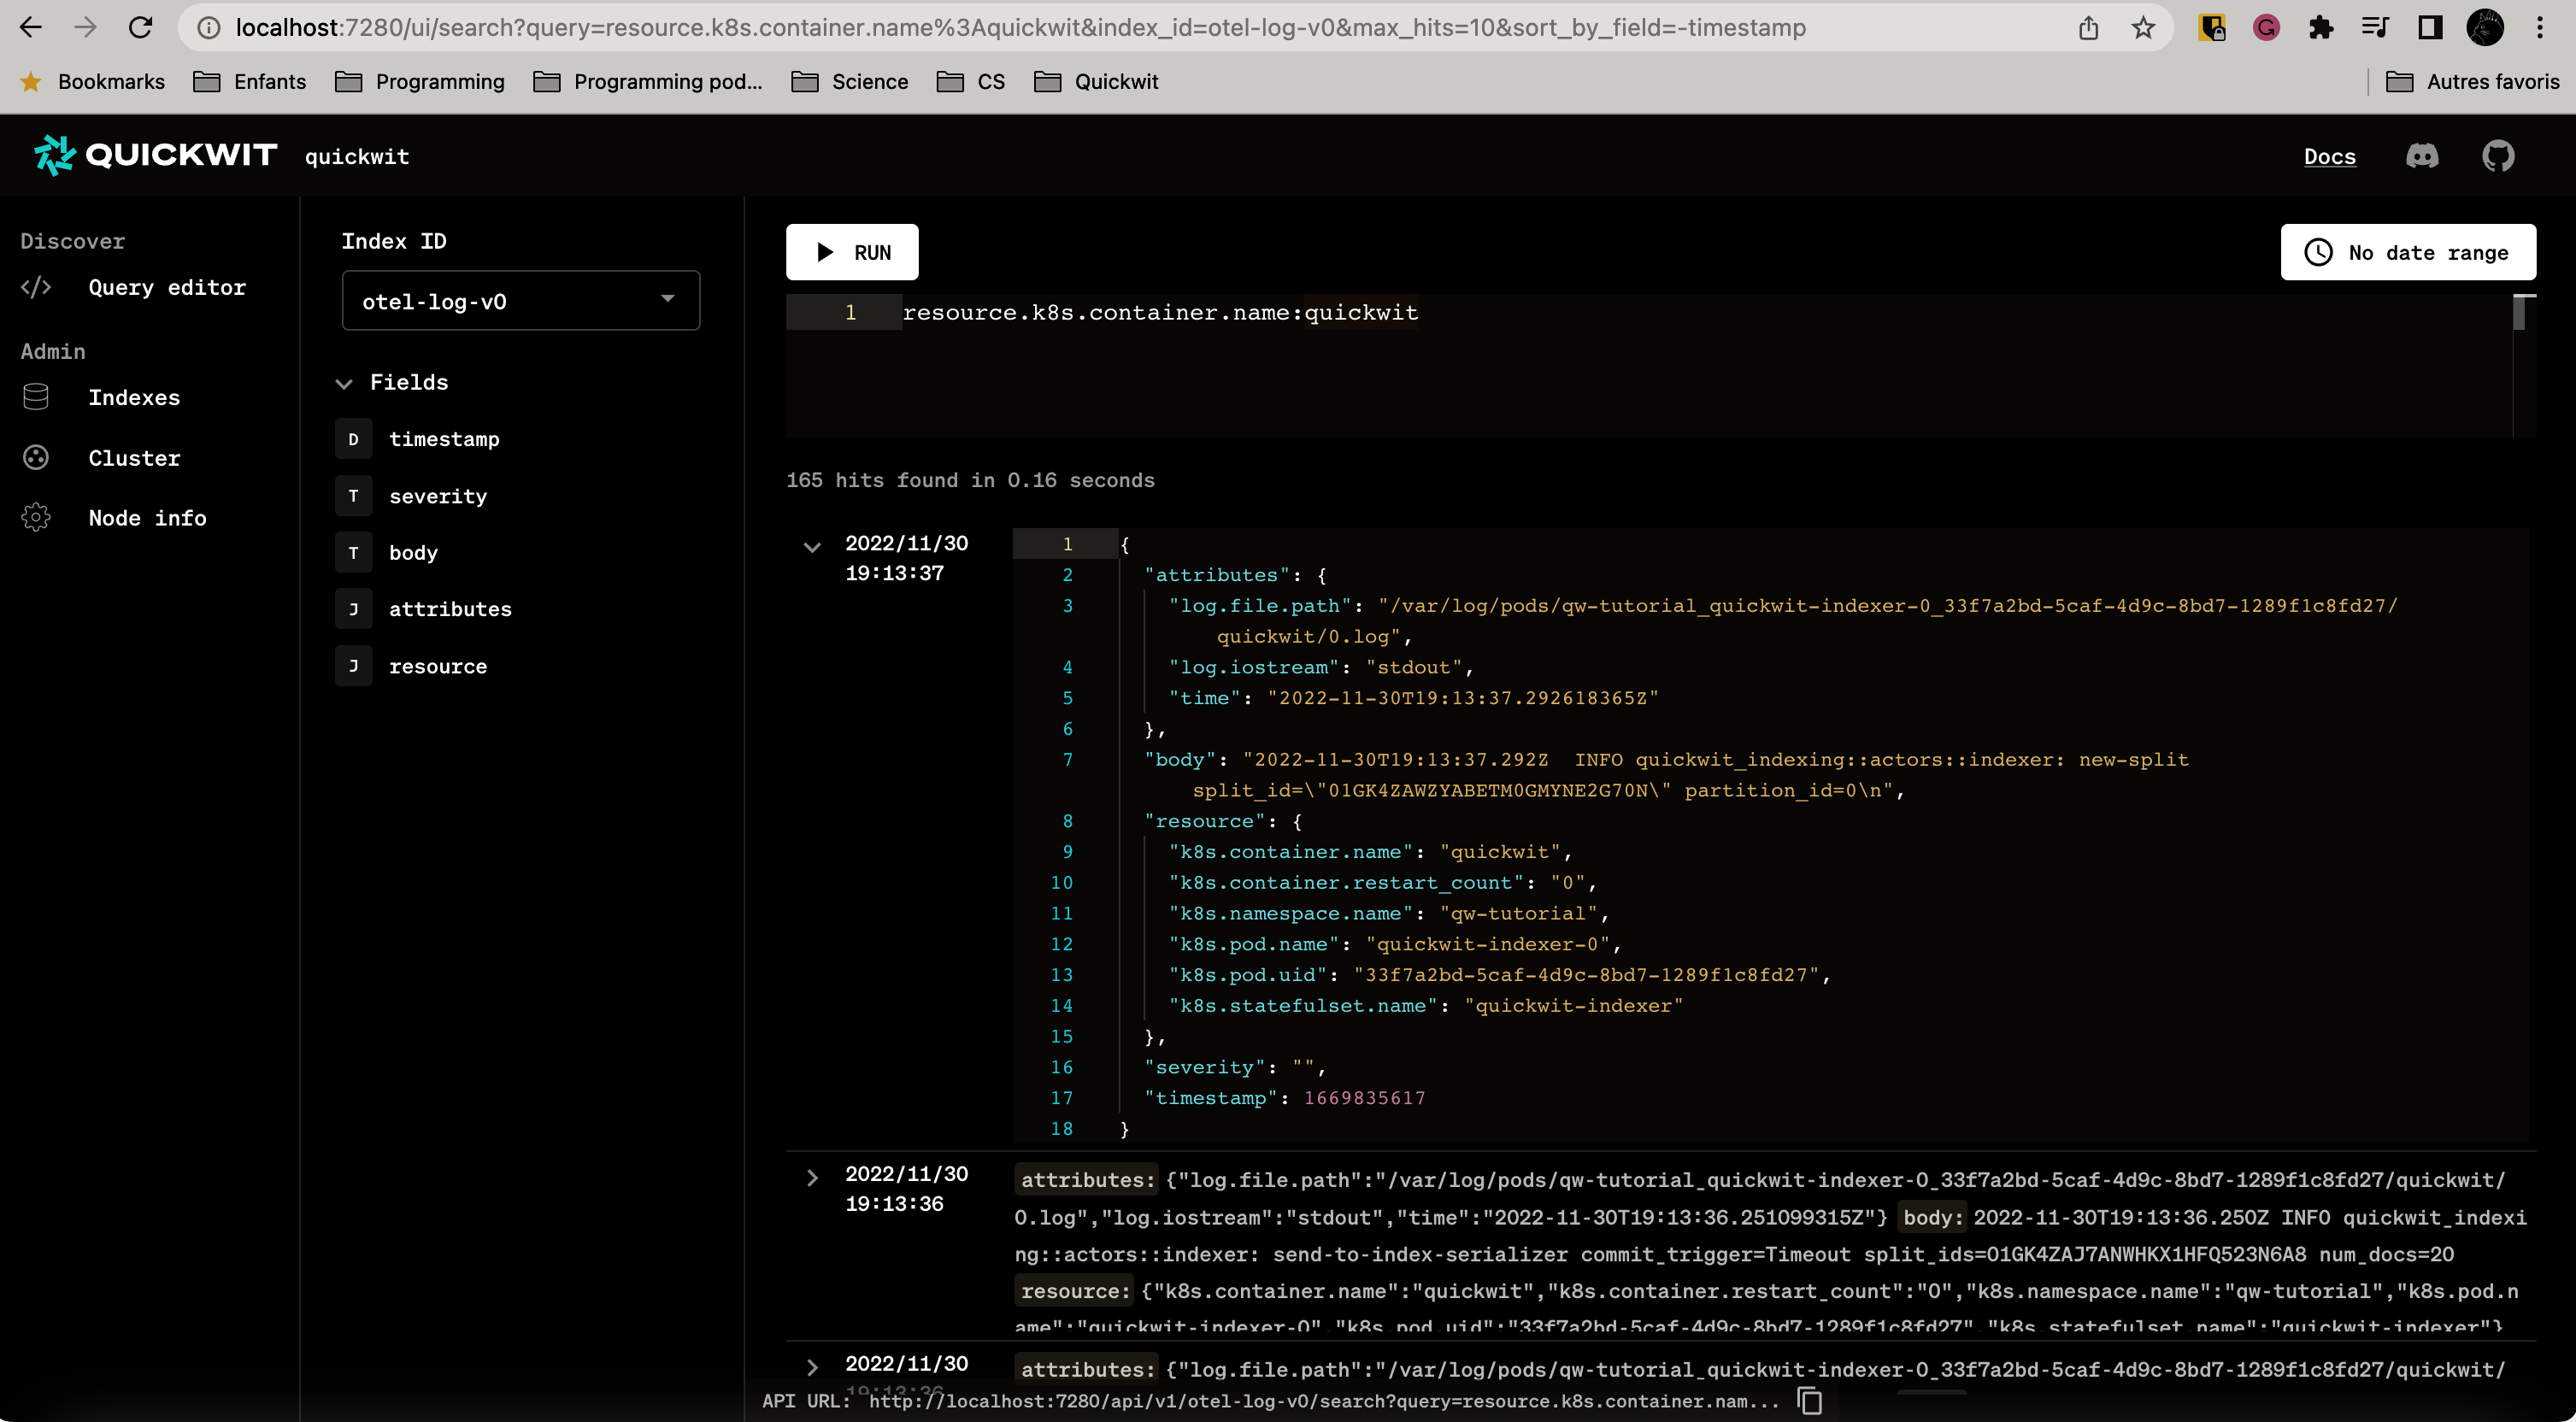 localhost:7280/ui/search?query=resource.k8s.container.name%3Aquickwit&index_id=otel-log-v0&max_hits=10&sort_by_field=-timestamp
Bookmarks Enfants Programming Programming pod... Science CS Quickwit Autres favoris
QUICKWIT quickwit Docs
Discover
Query editor
Admin
Indexes
Cluster
Node info
Index ID
otel-log-v0
Fields
D timestamp
T severity
T body
J attributes
J resource
RUN
No date range
1 resource.k8s.container.name:quickwit
165 hits found in 0.16 seconds
2022/11/30
19:13:37
1 {
2 "attributes": {
3 "log.file.path": "/var/log/pods/qw-tutorial_quickwit-indexer-0_33f7a2bd-5caf-4d9c-8bd7-1289f1c8fd27/
quickwit/0.log",
4 "log.iostream": "stdout",
5 "time": "2022-11-30T19:13:37.292618365Z"
6 },
7 "body": "2022-11-30T19:13:37.292Z  INFO quickwit_indexing::actors::indexer: new-split
split_id=\"01GK4ZAWZYABETM0GMYNE2G70N\" partition_id=0\n",
8 "resource": {
9 "k8s.container.name": "quickwit",
10 "k8s.container.restart_count": "0",
11 "k8s.namespace.name": "qw-tutorial",
12 "k8s.pod.name": "quickwit-indexer-0",
13 "k8s.pod.uid": "33f7a2bd-5caf-4d9c-8bd7-1289f1c8fd27",
14 "k8s.statefulset.name": "quickwit-indexer"
15 },
16 "severity": "",
17 "timestamp": 1669835617
18 }
2022/11/30
19:13:36
attributes: {"log.file.path":"/var/log/pods/qw-tutorial_quickwit-indexer-0_33f7a2bd-5caf-4d9c-8bd7-1289f1c8fd27/quickwit/
0.log","log.iostream":"stdout","time":"2022-11-30T19:13:36.251099315Z"} body: 2022-11-30T19:13:36.250Z INFO quickwit_indexi
ng::actors::indexer: send-to-index-serializer commit_trigger=Timeout split_ids=01GK4ZAJ7ANWHKX1HFQ523N6A8 num_docs=20
resource: {"k8s.container.name":"quickwit","k8s.container.restart_count":"0","k8s.namespace.name":"qw-tutorial","k8s.pod.n
ame":"quickwit-indexer-0","k8s.pod.uid":"33f7a2bd-5caf-4d9c-8bd7-1289f1c8fd27","k8s.statefulset.name":"quickwit-indexer"}
2022/11/30
19:13:36
attributes: {"log.file.path":"/var/log/pods/qw-tutorial_quickwit-indexer-0_33f7a2bd-5caf-4d9c-8bd7-1289f1c8fd27/quickwit/
API URL: http://localhost:7280/api/v1/otel-log-v0/search?query=resource.k8s.container.nam...